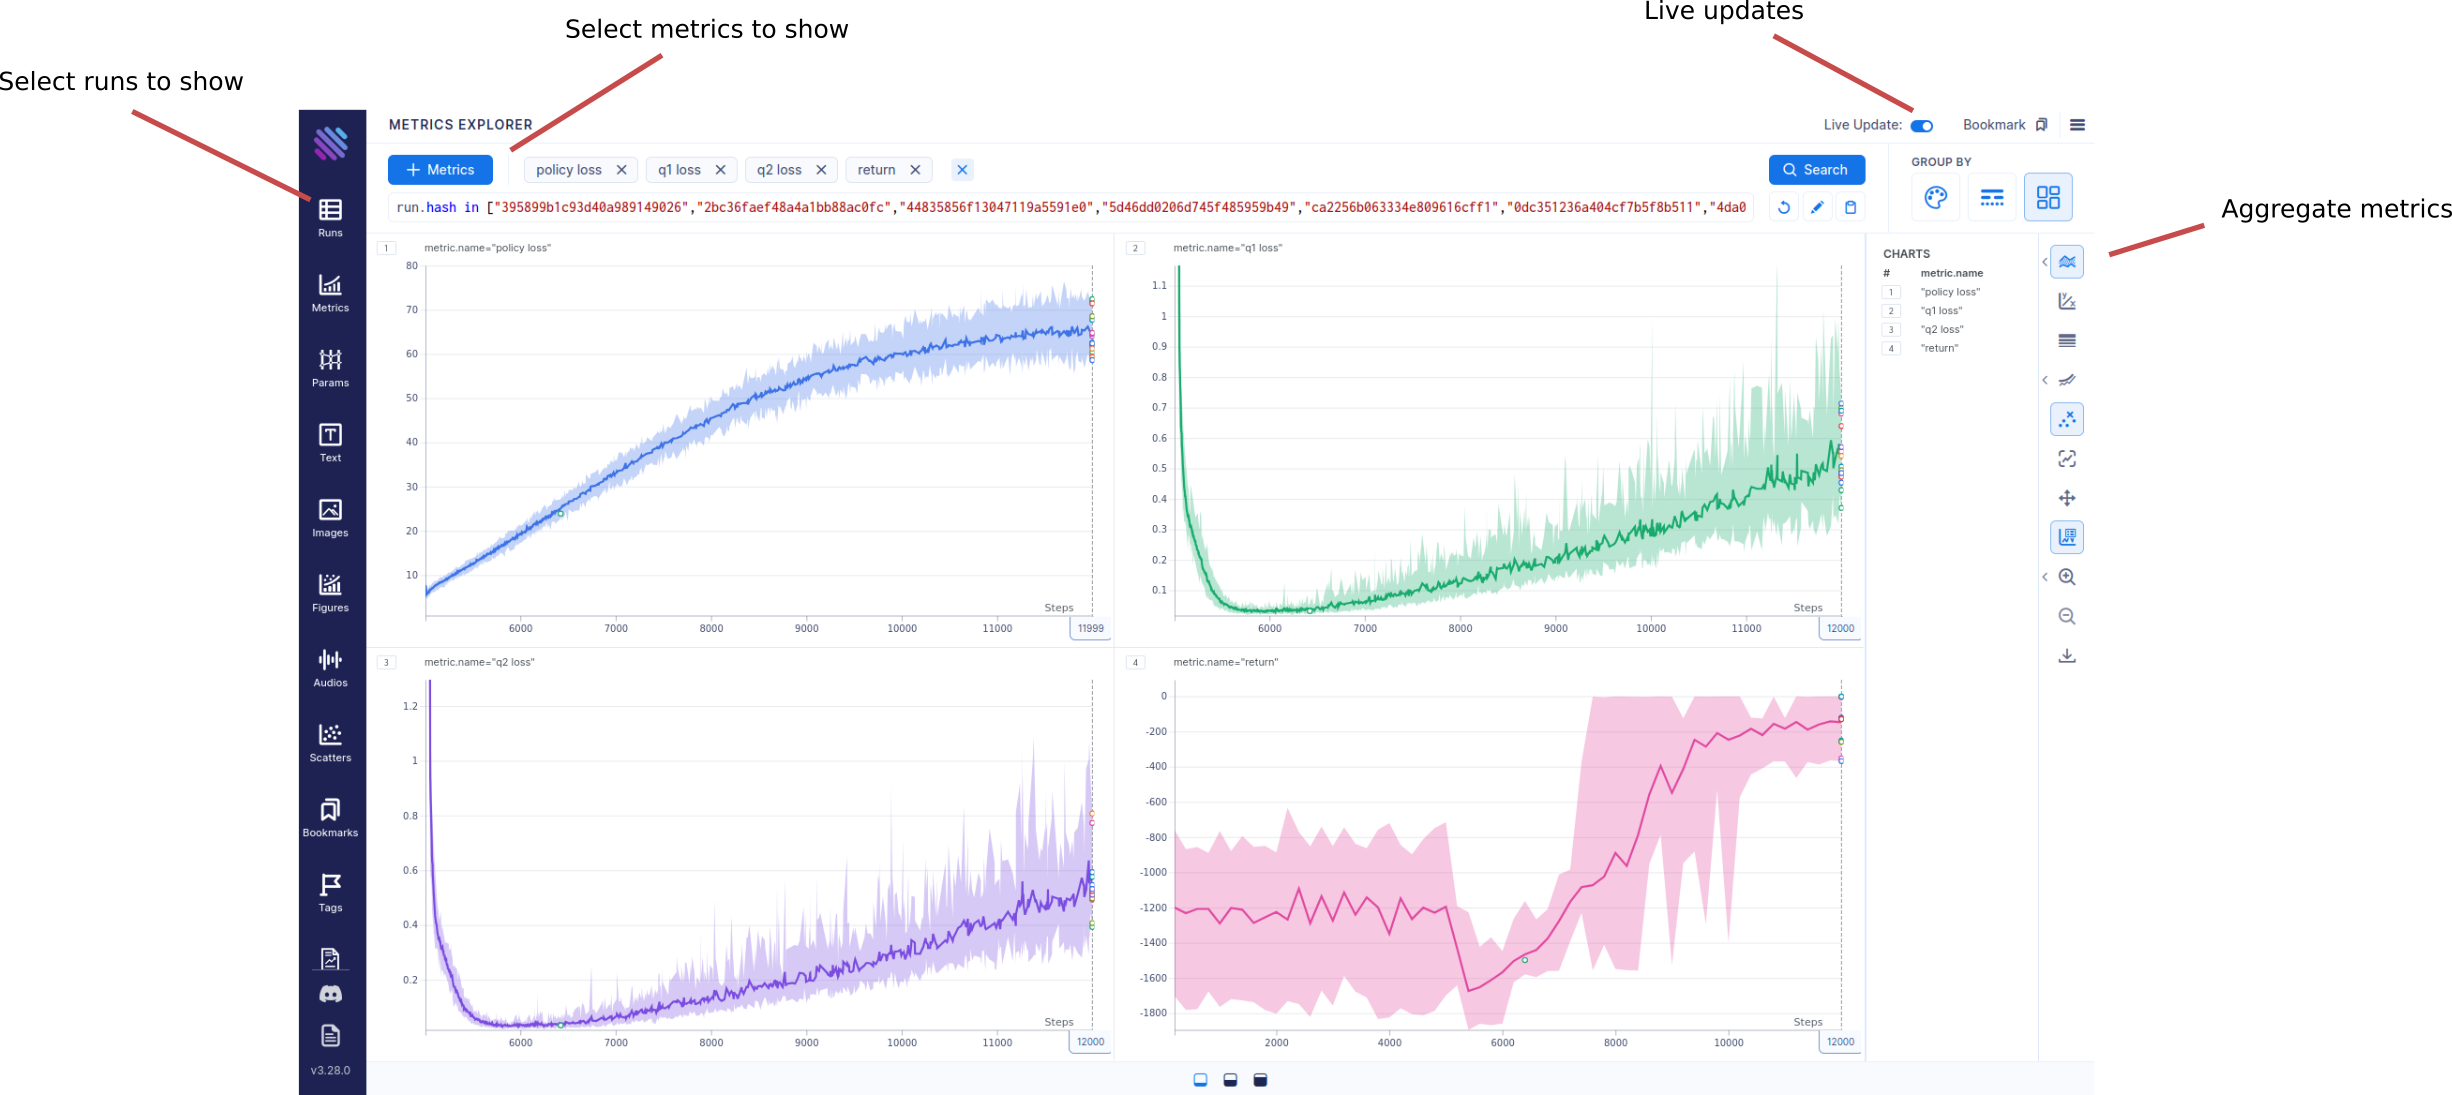 Select metrics to show
Live updates
Select runs to show
Aggregate metrics
METRICS EXPLORER
Live Update:
Bookmark
+ Metrics
policy loss
q1 loss
q2 loss
return
Search
GROUP BY
run.hash in ["395899b1c93d40a989149026","2bc36faef48a4a1bb88ac0fc","44835856f13047119a5591e0","5d46dd0206d745f485959b49","ca2256b063334e809616cff1","0dc351236a404cf7b5f8b511","4da0
Runs
Metrics
Params
Text
Images
Figures
Audios
Scatters
Bookmarks
Tags
v3.28.0
1
metric.name="policy loss"
80
70
60
50
40
30
20
10
Steps
6000 7000 8000 9000 10000 11000 11999
2
metric.name="q1 loss"
1.1
1
0.9
0.8
0.7
0.6
0.5
0.4
0.3
0.2
0.1
Steps
6000 7000 8000 9000 10000 11000 12000
3
metric.name="q2 loss"
1.2
1
0.8
0.6
0.4
0.2
Steps
6000 7000 8000 9000 10000 11000 12000
4
metric.name="return"
0
-200
-400
-600
-800
-1000
-1200
-1400
-1600
-1800
Steps
2000 4000 6000 8000 10000 12000
CHARTS
# metric.name
1 "policy loss"
2 "q1 loss"
3 "q2 loss"
4 "return"